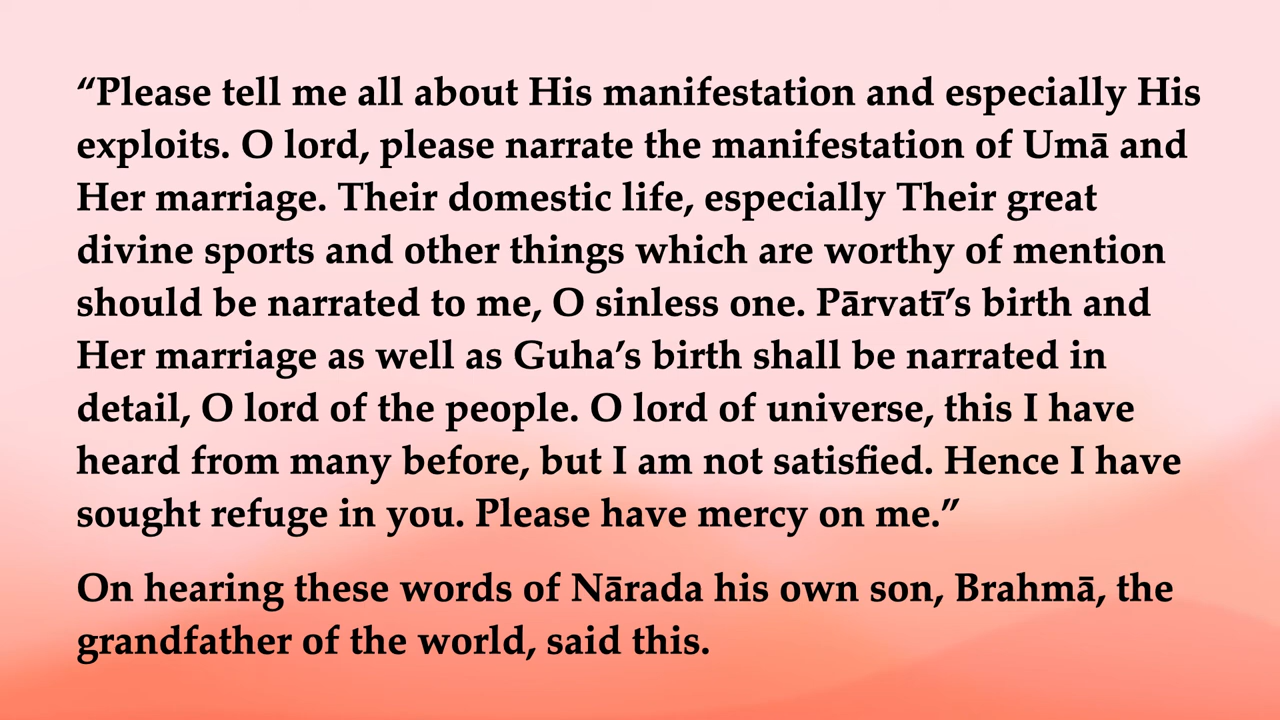 “Please tell me all about His manifestation and especially His
exploits. O lord, please narrate the manifestation of Umā and
Her marriage. Their domestic life, especially Their great
divine sports and other things which are worthy of mention
should be narrated to me, O sinless one. Pārvatī’s birth and
Her marriage as well as Guha’s birth shall be narrated in
detail, O lord of the people. O lord of universe, this I have
heard from many before, but I am not satisfied. Hence I have
sought refuge in you. Please have mercy on me.”
On hearing these words of Nārada his own son, Brahmā, the
grandfather of the world, said this.